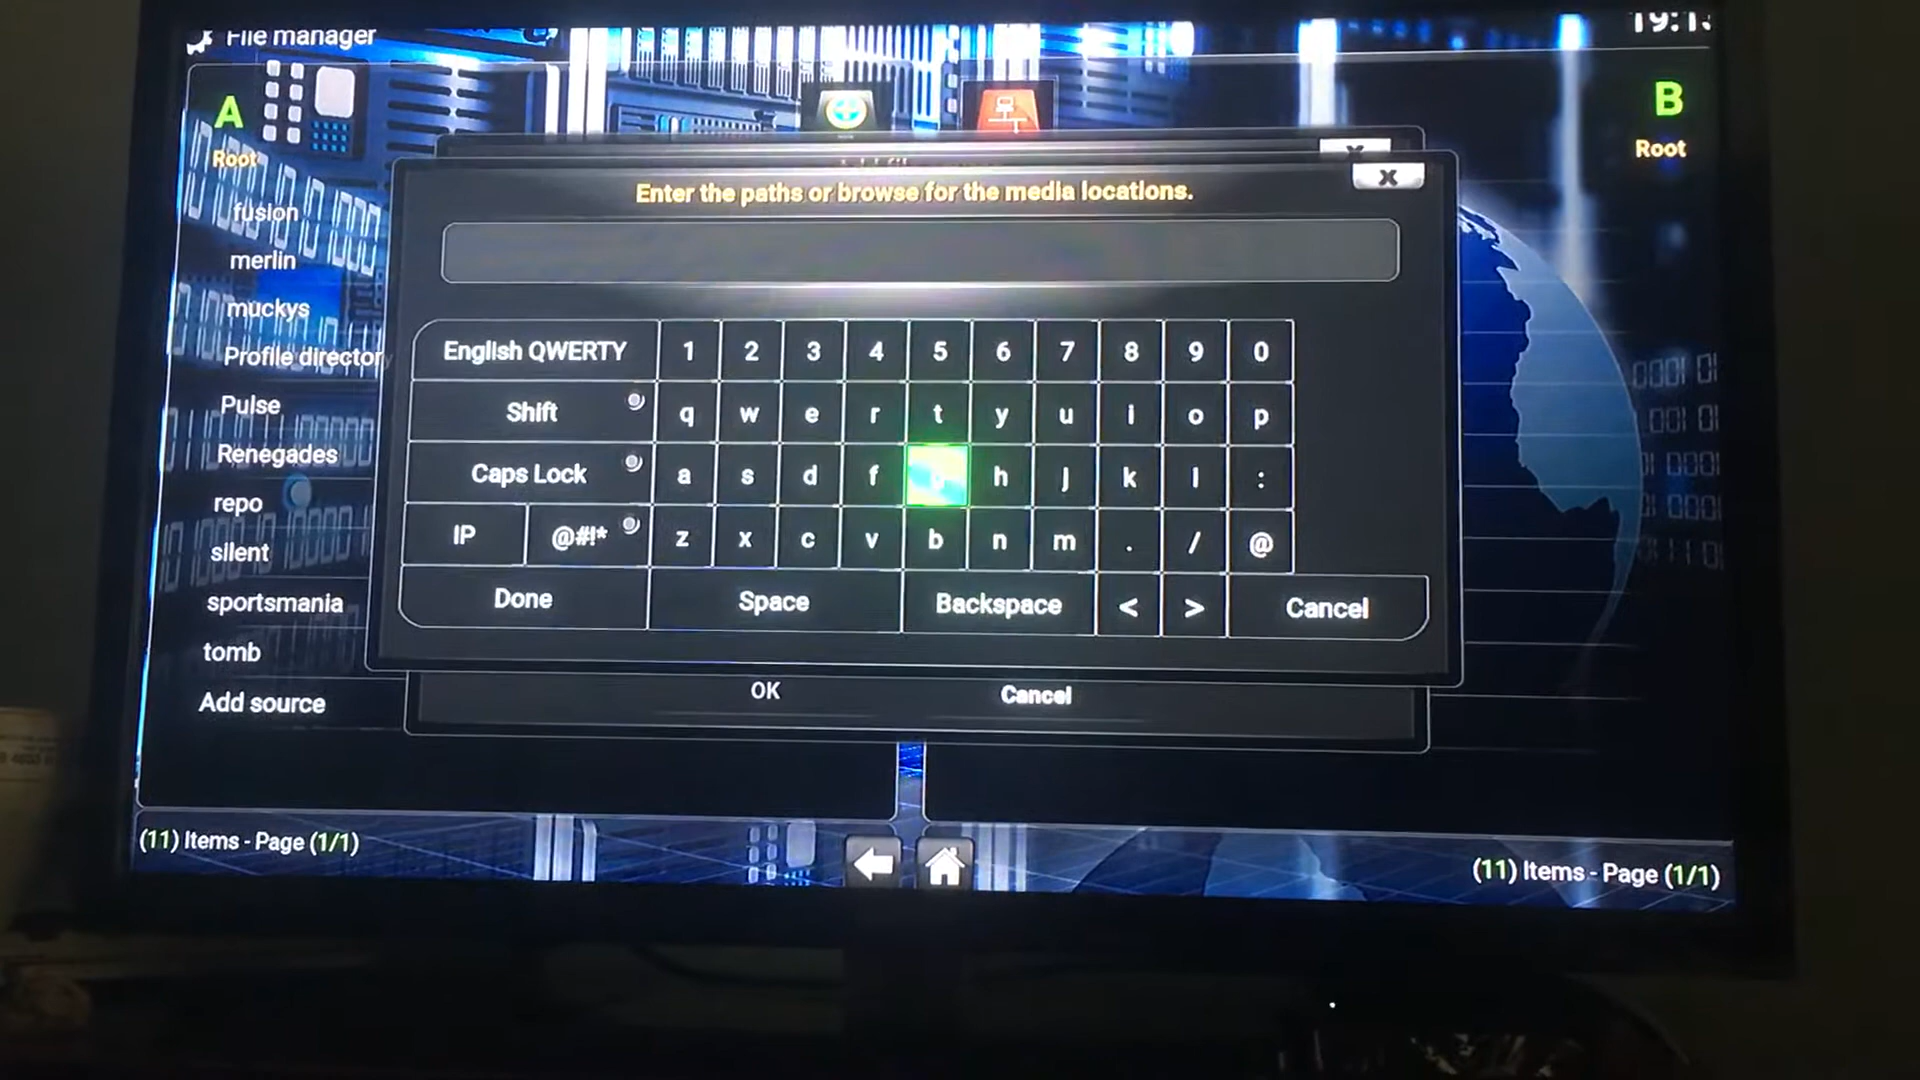 File manager
A
B
Root
Root
Enter the paths or browse for the media locations.
fusion
merlin
muckys
Profile director
Pulse
Renegades
repo
silent
sportsmania
tomb
Add source
English QWERTY 1 2 3 4 5 6 7 8 9 0
Shift q w e r t y u i o p
Caps Lock a s d f g h j k l :
IP @#!* z x c v b n m . / @
Done Space Backspace < > Cancel
OK Cancel
(11) Items - Page (1/1)
(11) Items - Page (1/1)